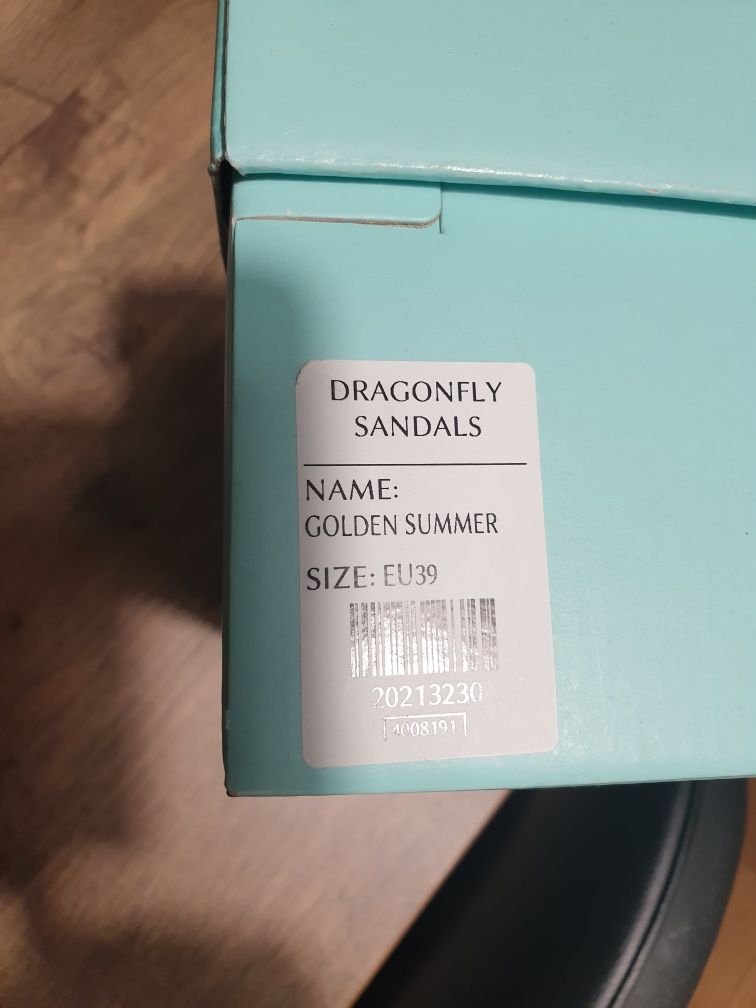 DRAGONFLY
SANDALS
NAME:
GOLDEN SUMMER
SIZE: EU39
20213230
4008191